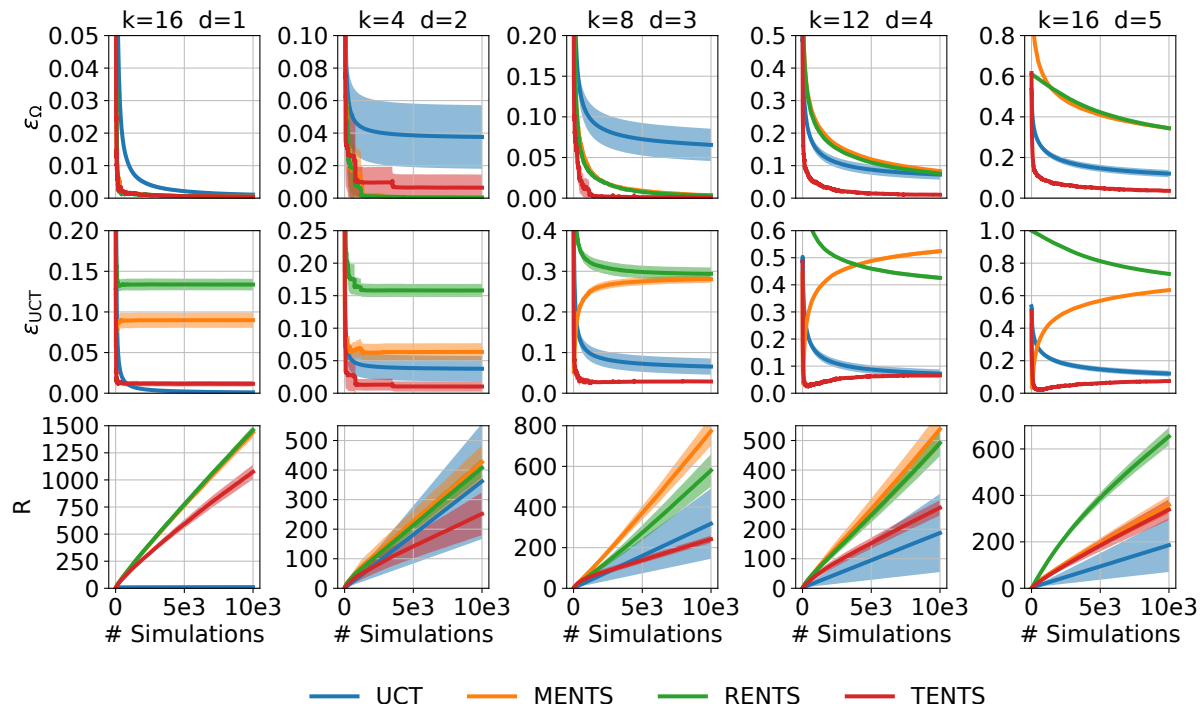 k=16 d=1 k=4 d=2 k=8 d=3 k=12 d=4 k=16 d=5
ε_Ω
0.05 0.10 0.20 0.5 0.8
0.04 0.08 0.15 0.4 0.6
0.03 0.06 0.10 0.3 0.4
0.02 0.04 0.05 0.2 0.2
0.01 0.02 0.00 0.1 0.0
0.00 0.00 0.0
ε_UCT
0.20 0.25 0.4 0.6 1.0
0.15 0.20 0.3 0.5 0.8
0.10 0.15 0.2 0.4 0.6
0.05 0.10 0.1 0.3 0.4
0.00 0.05 0.0 0.2 0.2
0.00 0.1 0.0
0.0
R
1500 500 800 500 600
1250 400 600 400 400
1000 300 400 300 200
750 200 200 200 0
500 100 0 100
250 0 0
0
0 5e3 10e3 0 5e3 10e3 0 5e3 10e3 0 5e3 10e3 0 5e3 10e3
# Simulations # Simulations # Simulations # Simulations # Simulations
UCT MENTS RENTS TENTS